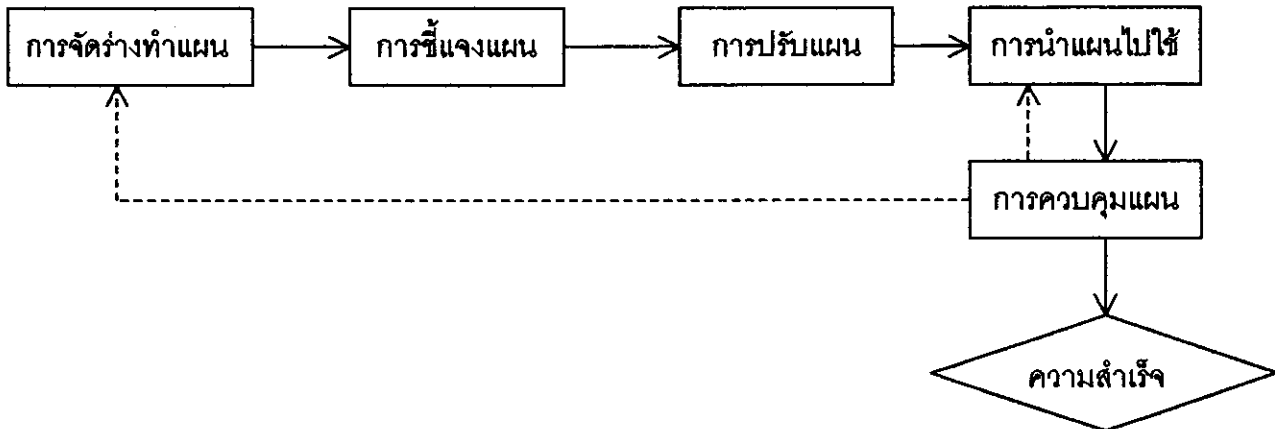 การจัดร่างทำแผน
การชี้แจงแผน
การปรับแผน
การนำแผนไปใช้
การควบคุมแผน
ความสำเร็จ